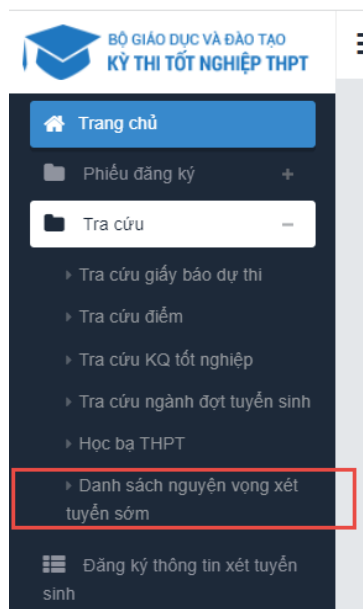 BỘ GIÁO DỤC VÀ ĐÀO TẠO
KỲ THI TỐT NGHIỆP THPT
Trang chủ
Phiếu đăng ký +
Tra cứu −
Tra cứu giấy báo dự thi
Tra cứu điểm
Tra cứu KQ tốt nghiệp
Tra cứu ngành đợt tuyển sinh
Học bạ THPT
Danh sách nguyện vọng xét
tuyển sớm
Đăng ký thông tin xét tuyển
sinh